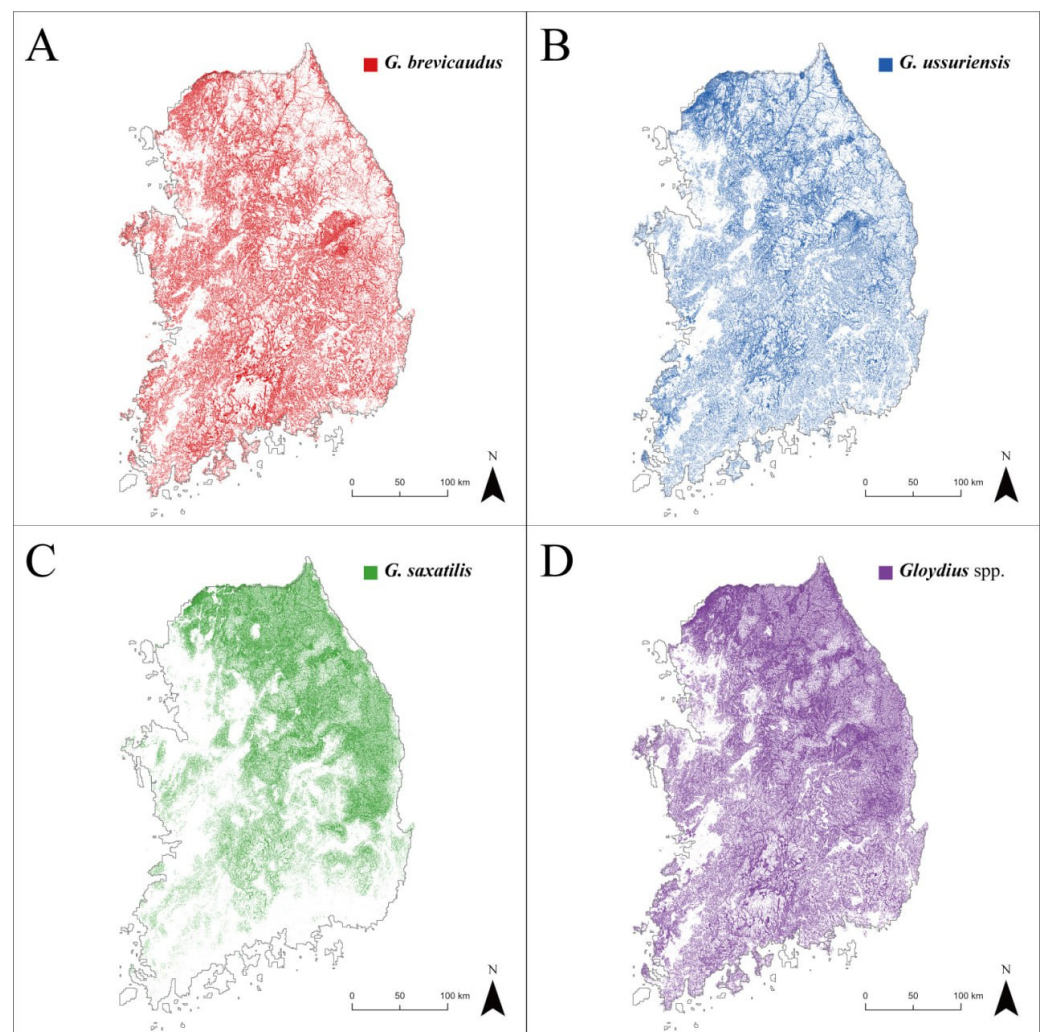 A
G. brevicaudus
N
0 50 100 km
B
G. ussuriensis
N
0 50 100 km
C
G. saxatilis
N
0 50 100 km
D
Gloydius spp.
N
0 50 100 km